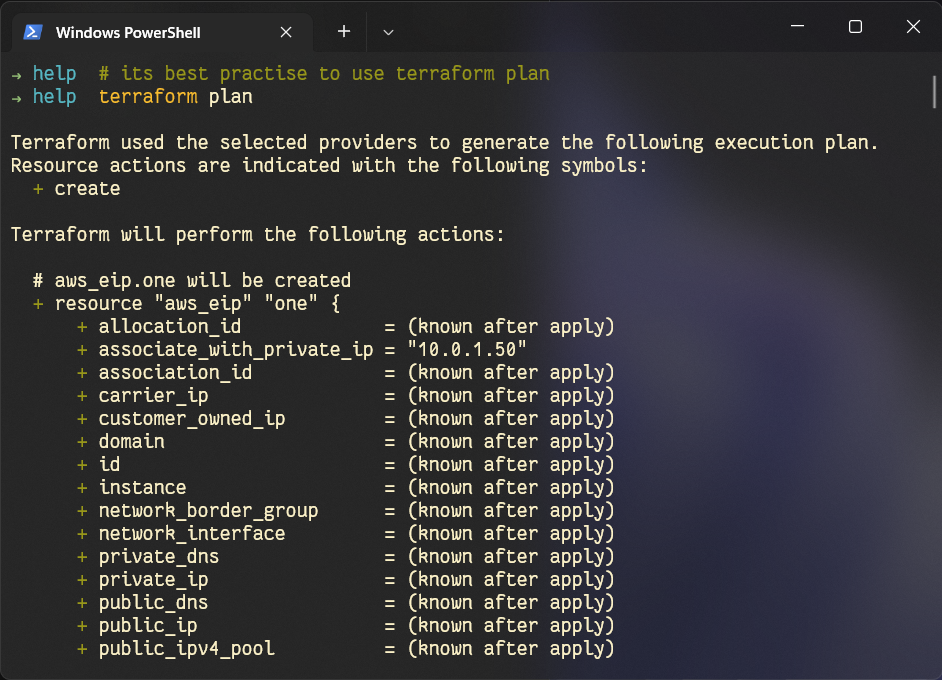 Windows PowerShell
→ help # its best practise to use terraform plan
→ help terraform plan
Terraform used the selected providers to generate the following execution plan.
Resource actions are indicated with the following symbols:
+ create
Terraform will perform the following actions:
# aws_eip.one will be created
+ resource "aws_eip" "one" {
+ allocation_id = (known after apply)
+ associate_with_private_ip = "10.0.1.50"
+ association_id = (known after apply)
+ carrier_ip = (known after apply)
+ customer_owned_ip = (known after apply)
+ domain = (known after apply)
+ id = (known after apply)
+ instance = (known after apply)
+ network_border_group = (known after apply)
+ network_interface = (known after apply)
+ private_dns = (known after apply)
+ private_ip = (known after apply)
+ public_dns = (known after apply)
+ public_ip = (known after apply)
+ public_ipv4_pool = (known after apply)